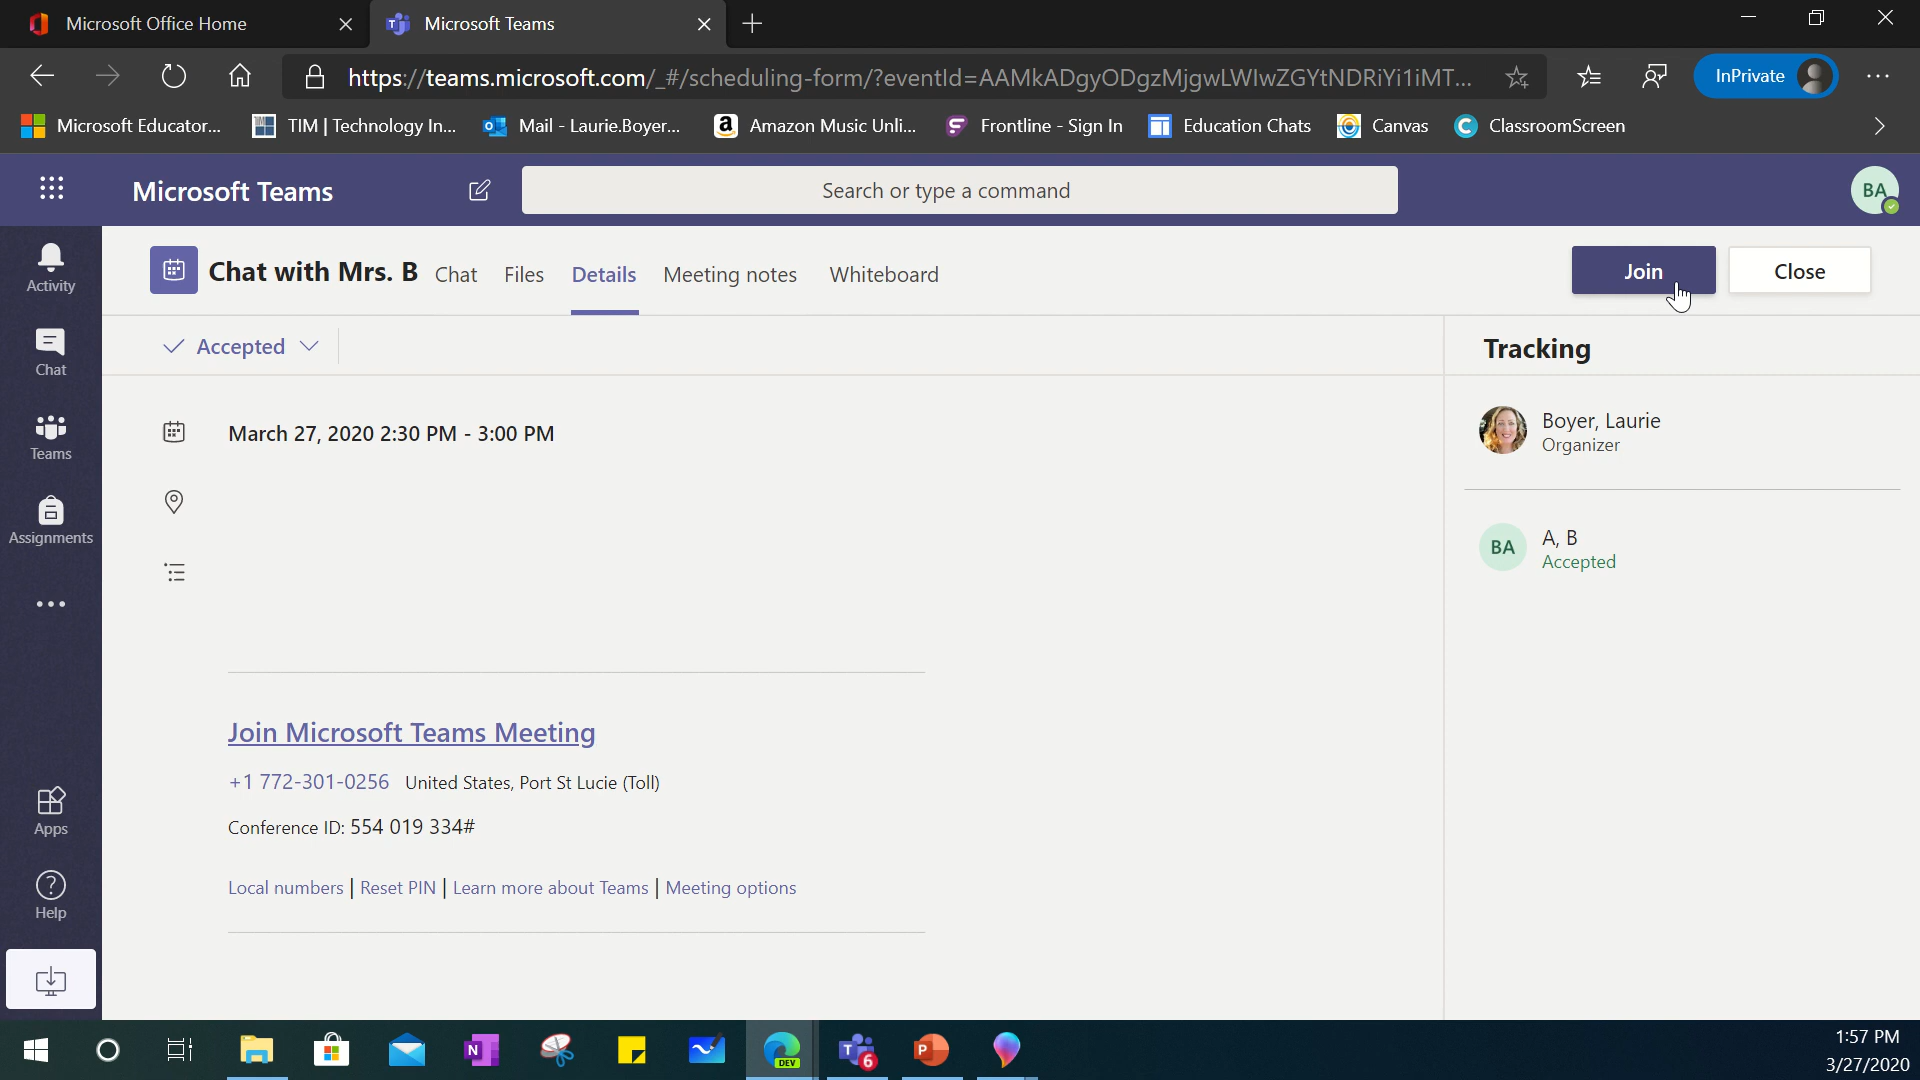 Microsoft Office Home
Microsoft Teams
https://teams.microsoft.com/_#/scheduling-form/?eventId=AAMkADgyODgzMjgwLWIwZGYtNDRiYi1iMT...
InPrivate
Microsoft Educator...
TIM | Technology In...
Mail - Laurie.Boyer...
Amazon Music Unli...
Frontline - Sign In
Education Chats
Canvas
ClassroomScreen
Microsoft Teams
Search or type a command
BA
Activity
Chat
Teams
Assignments
Apps
Help
Chat with Mrs. B
Chat
Files
Details
Meeting notes
Whiteboard
Join
Close
Accepted
March 27, 2020 2:30 PM - 3:00 PM
Join Microsoft Teams Meeting
+1 772-301-0256 United States, Port St Lucie (Toll)
Conference ID: 554 019 334#
Local numbers | Reset PIN | Learn more about Teams | Meeting options
Tracking
Boyer, Laurie
Organizer
BA
A, B
Accepted
N
DEV
T
6
P
1:57 PM
3/27/2020